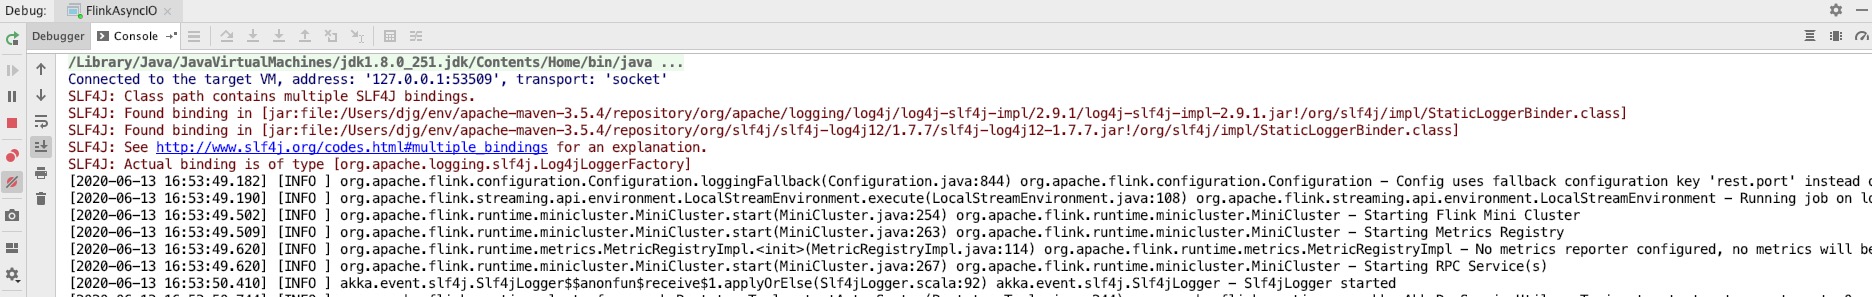 Debug: FlinkAsyncIO
Debugger Console
/Library/Java/JavaVirtualMachines/jdk1.8.0_251.jdk/Contents/Home/bin/java ...
Connected to the target VM, address: '127.0.0.1:53509', transport: 'socket'
SLF4J: Class path contains multiple SLF4J bindings.
SLF4J: Found binding in [jar:file:/Users/djg/env/apache-maven-3.5.4/repository/org/apache/logging/log4j/log4j-slf4j-impl/2.9.1/log4j-slf4j-impl-2.9.1.jar!/org/slf4j/impl/StaticLoggerBinder.class]
SLF4J: Found binding in [jar:file:/Users/djg/env/apache-maven-3.5.4/repository/org/slf4j/slf4j-log4j12/1.7.7/slf4j-log4j12-1.7.7.jar!/org/slf4j/impl/StaticLoggerBinder.class]
SLF4J: See http://www.slf4j.org/codes.html#multiple_bindings for an explanation.
SLF4J: Actual binding is of type [org.apache.logging.slf4j.Log4jLoggerFactory]
[2020-06-13 16:53:49.182] [INFO ] org.apache.flink.configuration.Configuration.loggingFallback(Configuration.java:844) org.apache.flink.configuration.Configuration – Config uses fallback configuration key 'rest.port' instead
[2020-06-13 16:53:49.190] [INFO ] org.apache.flink.streaming.api.environment.LocalStreamEnvironment.execute(LocalStreamEnvironment.java:108) org.apache.flink.streaming.api.environment.LocalStreamEnvironment – Running job on
[2020-06-13 16:53:49.502] [INFO ] org.apache.flink.runtime.minicluster.MiniCluster.start(MiniCluster.java:254) org.apache.flink.runtime.minicluster.MiniCluster – Starting Flink Mini Cluster
[2020-06-13 16:53:49.509] [INFO ] org.apache.flink.runtime.minicluster.MiniCluster.start(MiniCluster.java:263) org.apache.flink.runtime.minicluster.MiniCluster – Starting Metrics Registry
[2020-06-13 16:53:49.620] [INFO ] org.apache.flink.runtime.metrics.MetricRegistryImpl.<init>(MetricRegistryImpl.java:114) org.apache.flink.runtime.metrics.MetricRegistryImpl – No metrics reporter configured, no metrics will be
[2020-06-13 16:53:49.620] [INFO ] org.apache.flink.runtime.minicluster.MiniCluster.start(MiniCluster.java:267) org.apache.flink.runtime.minicluster.MiniCluster – Starting RPC Service(s)
[2020-06-13 16:53:50.410] [INFO ] akka.event.slf4j.Slf4jLogger$$anonfun$receive$1.applyOrElse(Slf4jLogger.scala:92) akka.event.slf4j.Slf4jLogger – Slf4jLogger started